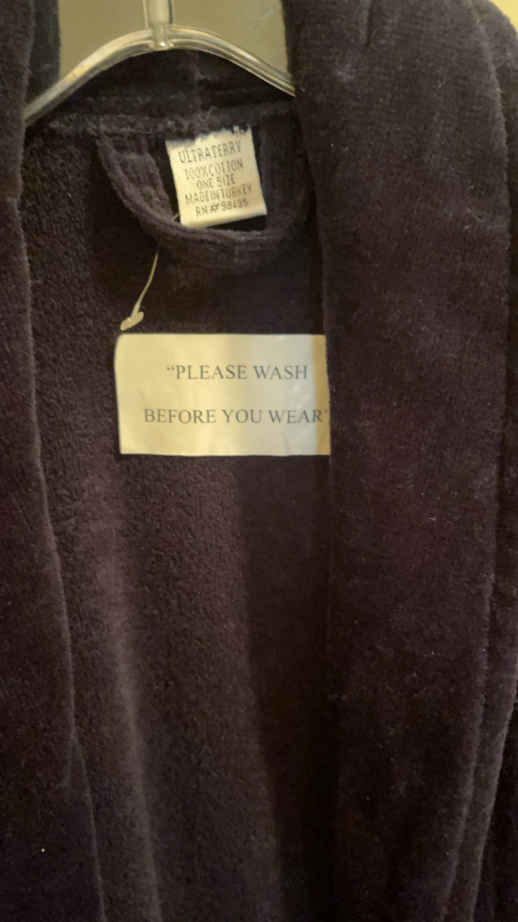 ULTRATERRY
100% COTTON
ONE SIZE
MADE IN TURKEY
"PLEASE WASH
BEFORE YOU WEAR"